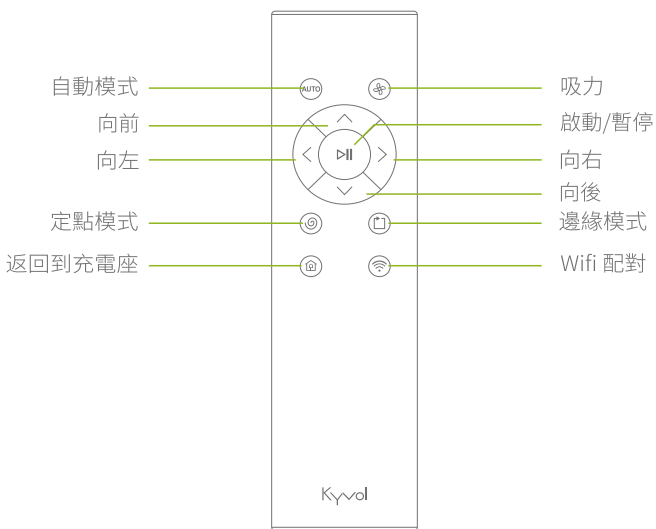 自動模式
向前
向左
定點模式
返回到充電座
AUTO
吸力
啟動/暫停
向右
向後
邊緣模式
Wifi 配對
Kyvol